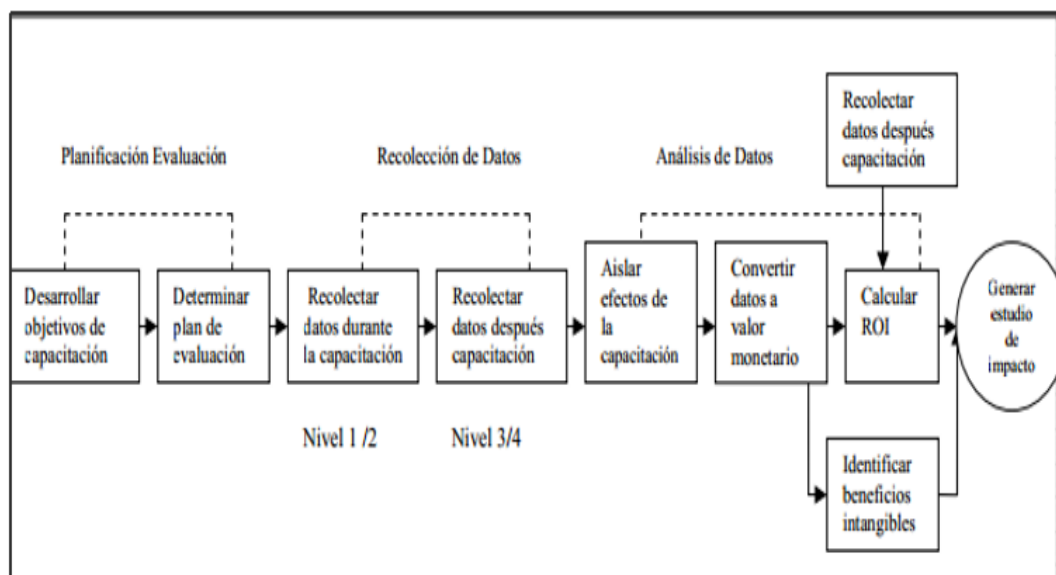 Planificación Evaluación
Recolección de Datos
Análisis de Datos
Recolectar
datos después
capacitación
Desarrollar
objetivos de
capacitación
Determinar
plan de
evaluación
Recolectar
datos durante
la capacitación
Recolectar
datos después
capacitación
Aislar
efectos de
la
capacitación
Convertir
datos a
valor
monetario
Calcular
ROI
Generar
estudio
de
impacto
Nivel 1 /2
Nivel 3/4
Identificar
beneficios
intangibles